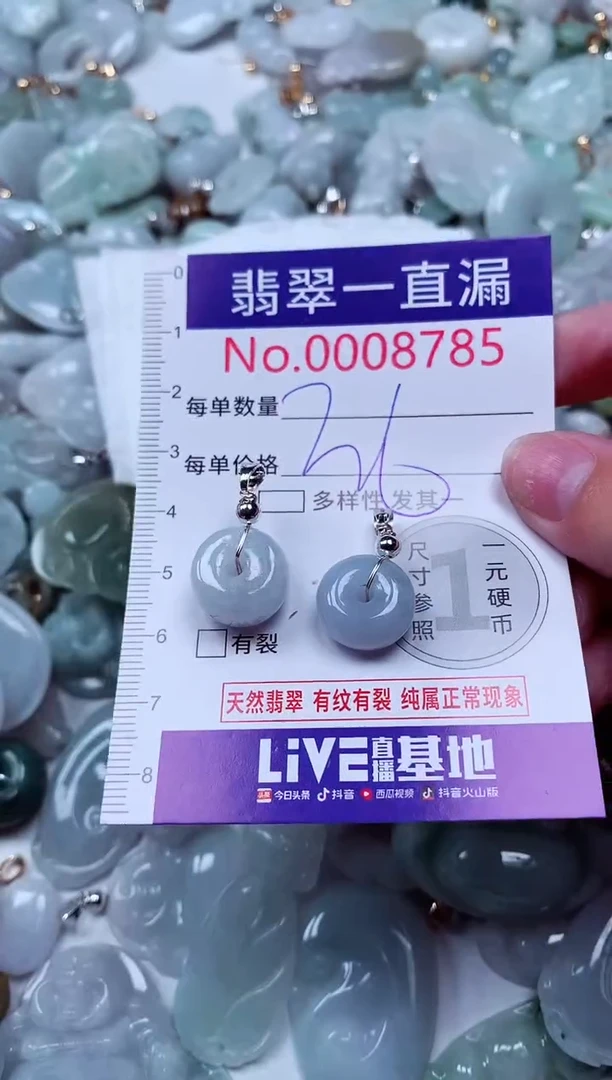 翡翠一直漏
No.0008785
每单数量
每单价格
多样性 发其一
尺寸参照
1
一元硬币
有裂
天然翡翠 有纹有裂 纯属正常现象
LiVE直播基地
头条 今日头条 抖音 西瓜视频 抖音火山版
0
1
2
3
4
5
6
7
8